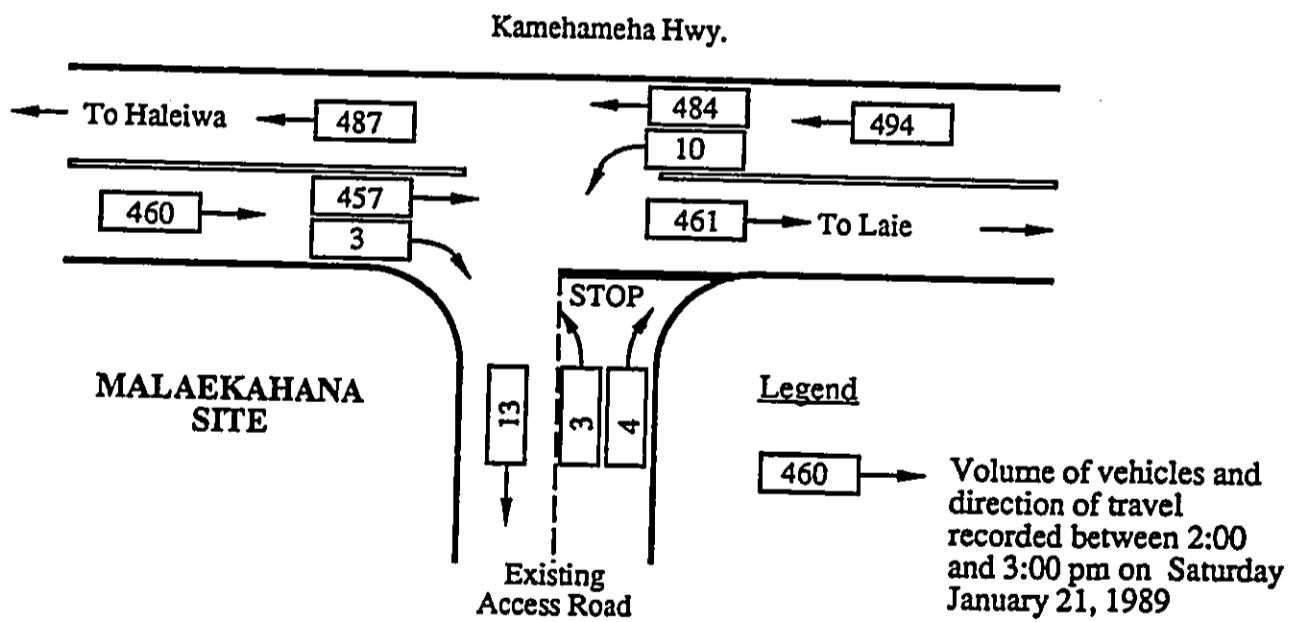 Kamehameha Hwy.
To Haleiwa
487
484
494
10
460
457
3
461
To Laie
STOP
MALAEKAHANA
SITE
13
3
4
Existing
Access Road
Legend
460
Volume of vehicles and
direction of travel
recorded between 2:00
and 3:00 pm on Saturday
January 21, 1989